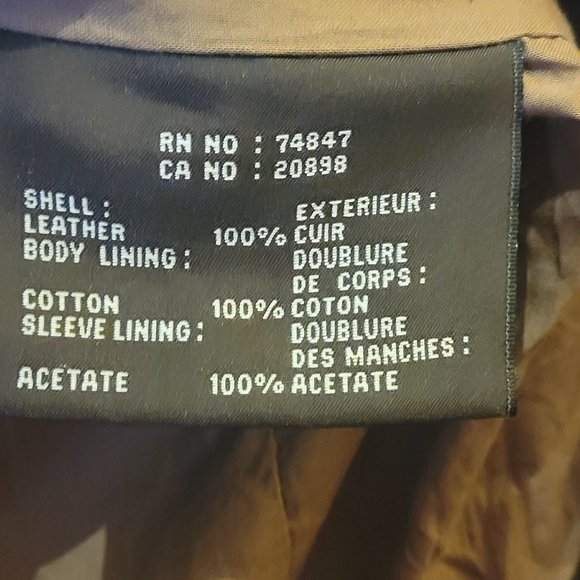 RN NO : 74847
CA NO : 20898
SHELL : EXTERIEUR :
LEATHER 100% CUIR
BODY LINING : DOUBLURE
DE CORPS :
COTTON 100% COTON
SLEEVE LINING : DOUBLURE
DES MANCHES :
ACETATE 100% ACETATE